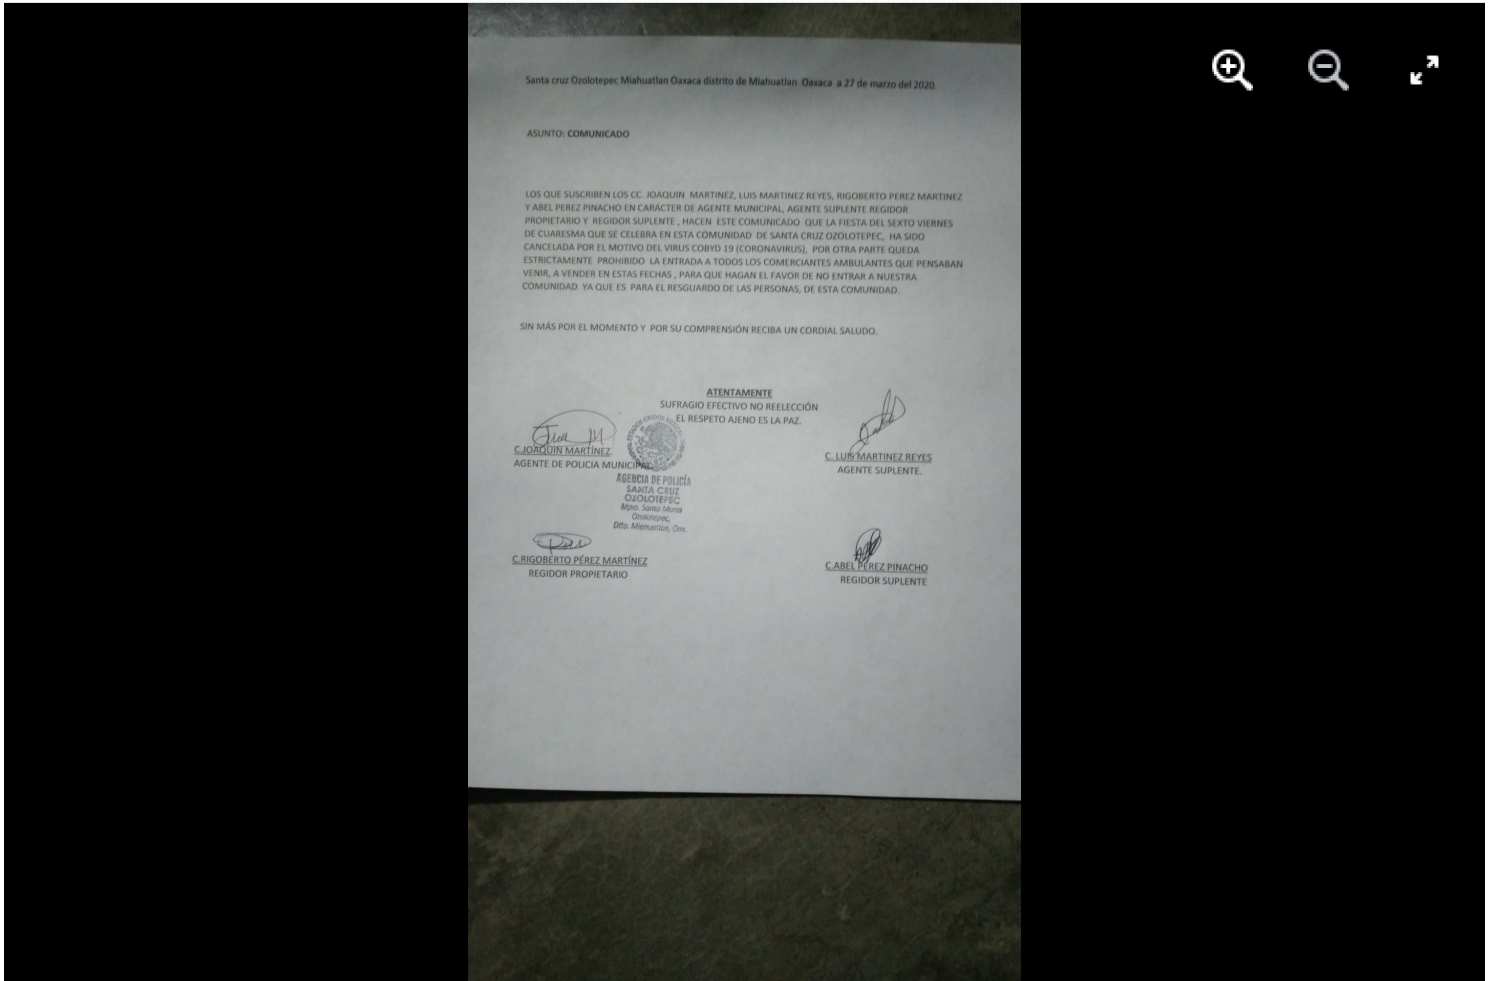 Santa cruz Ozolotepec Miahuatlan Oaxaca distrito de Miahuatlan Oaxaca a 27 de marzo del 2020.
ASUNTO: COMUNICADO
LOS QUE SUSCRIBEN LOS CC. JOAQUIN MARTINEZ, LUIS MARTINEZ REYES, RIGOBERTO PEREZ MARTINEZ
Y ABEL PEREZ PINACHO EN CARÁCTER DE AGENTE MUNICIPAL, AGENTE SUPLENTE REGIDOR
PROPIETARIO Y REGIDOR SUPLENTE , HACEN ESTE COMUNICADO QUE LA FIESTA DEL SEXTO VIERNES
DE CUARESMA QUE SE CELEBRA EN ESTA COMUNIDAD DE SANTA CRUZ OZOLOTEPEC, HA SIDO
CANCELADA POR EL MOTIVO DEL VIRUS COBYD 19 (CORONAVIRUS), POR OTRA PARTE QUEDA
ESTRICTAMENTE PROHIBIDO LA ENTRADA A TODOS LOS COMERCIANTES AMBULANTES QUE PENSABAN
VENIR, A VENDER EN ESTAS FECHAS , PARA QUE HAGAN EL FAVOR DE NO ENTRAR A NUESTRA
COMUNIDAD YA QUE ES PARA EL RESGUARDO DE LAS PERSONAS, DE ESTA COMUNIDAD.
SIN MÁS POR EL MOMENTO Y POR SU COMPRENSIÓN RECIBA UN CORDIAL SALUDO.
ATENTAMENTE
SUFRAGIO EFECTIVO NO REELECCIÓN
EL RESPETO AJENO ES LA PAZ.
C.JOAQUIN MARTÍNEZ.
AGENTE DE POLICIA MUNICIPAL
C. LUIS MARTINEZ REYES
AGENTE SUPLENTE.
ESTADOS UNIDOS
AGENCIA DE POLICÍA
SANTA CRUZ
OZOLOTEPEC
Mpio. Santa María
Ozolotepec,
Dtto. Miahuatlán, Oax.
C.RIGOBERTO PÉREZ MARTÍNEZ
REGIDOR PROPIETARIO
C.ABEL PÉREZ PINACHO
REGIDOR SUPLENTE